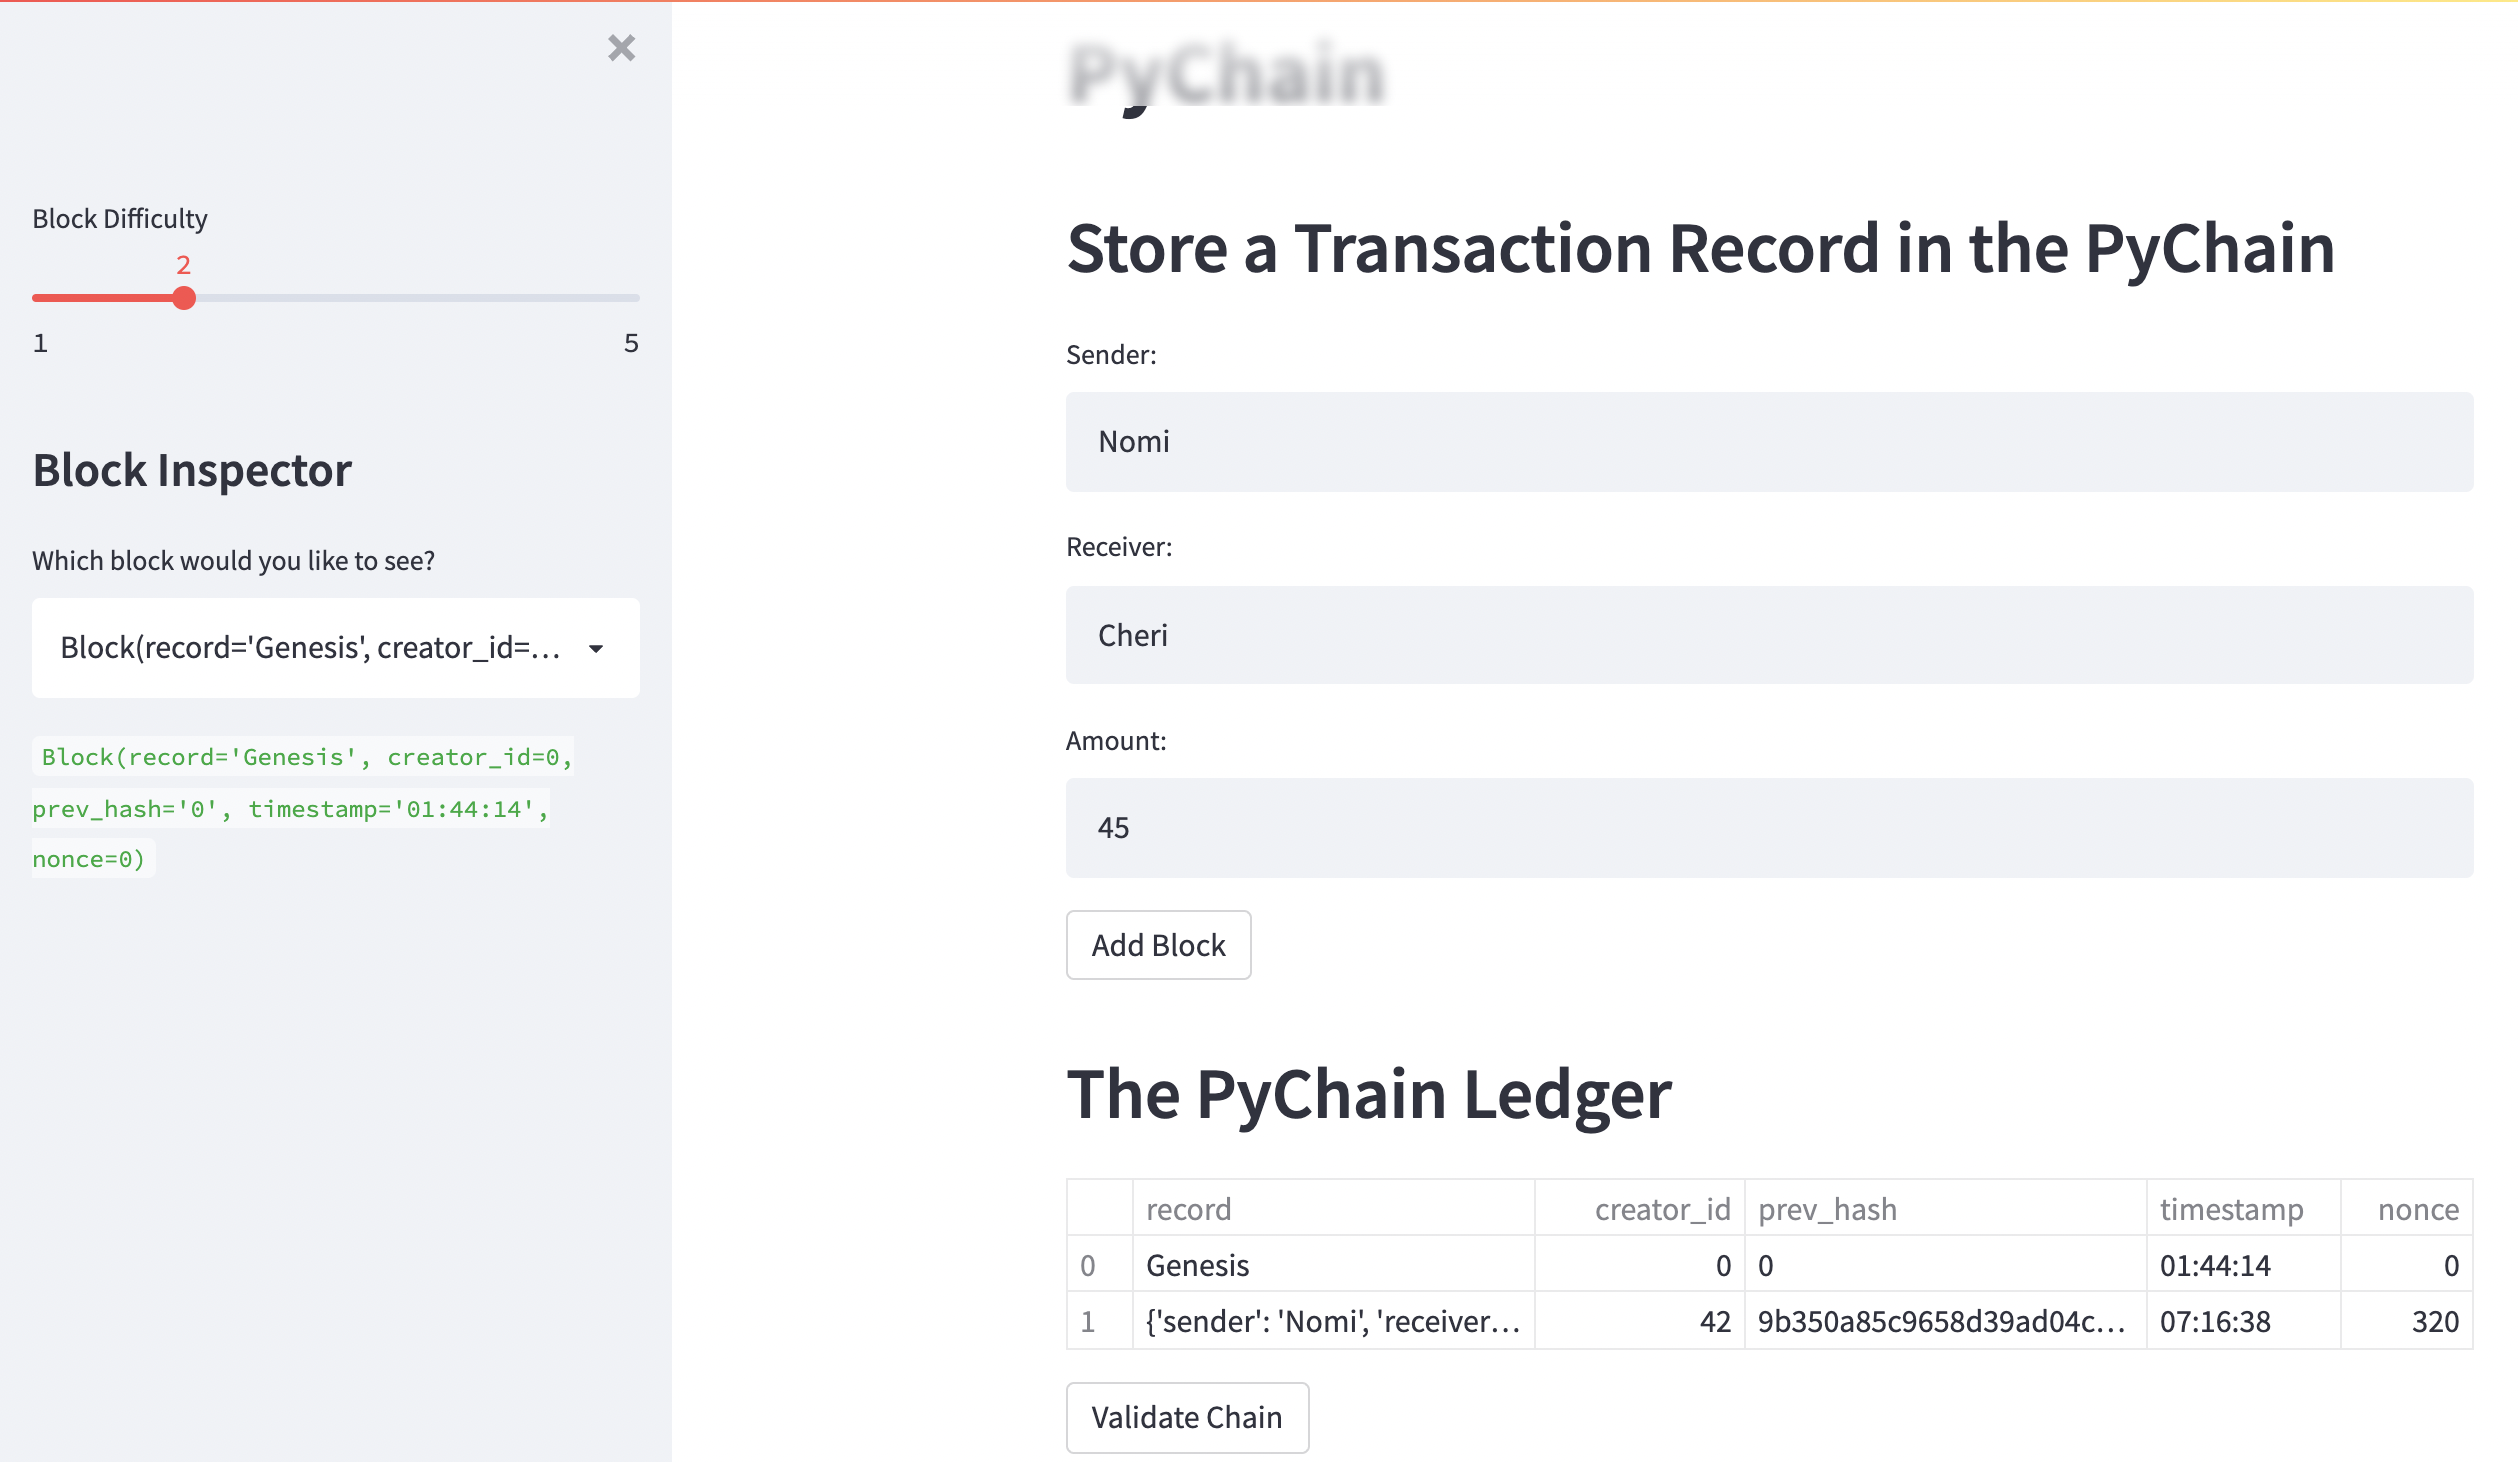 Block Difficulty
2
1
5
Block Inspector
Which block would you like to see?
Block(record='Genesis', creator_id=...
Block(record='Genesis', creator_id=0,
prev_hash='0', timestamp='01:44:14',
nonce=0)
PyChain
Store a Transaction Record in the PyChain
Sender:
Nomi
Receiver:
Cheri
Amount:
45
Add Block
The PyChain Ledger
record creator_id prev_hash timestamp nonce
0 Genesis 0 0 01:44:14 0
1 {'sender': 'Nomi', 'receiver... 42 9b350a85c9658d39ad04c... 07:16:38 320
Validate Chain